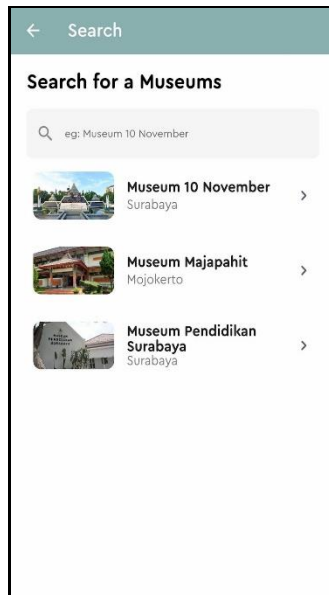 Search
Search for a Museums
eg: Museum 10 November
Museum 10 November
Surabaya
Museum Majapahit
Mojokerto
Museum Pendidikan
Surabaya
Surabaya